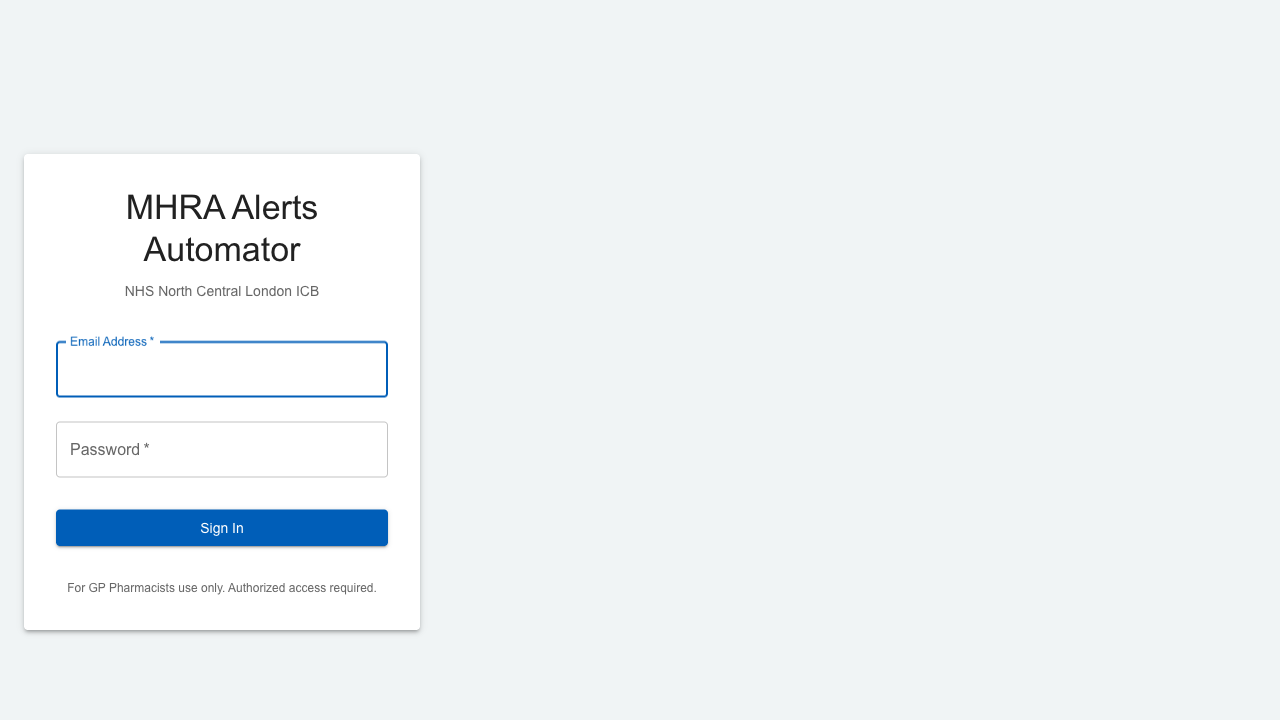 MHRA Alerts
Automator
NHS North Central London ICB
Email Address *
Password *
Sign In
For GP Pharmacists use only. Authorized access required.